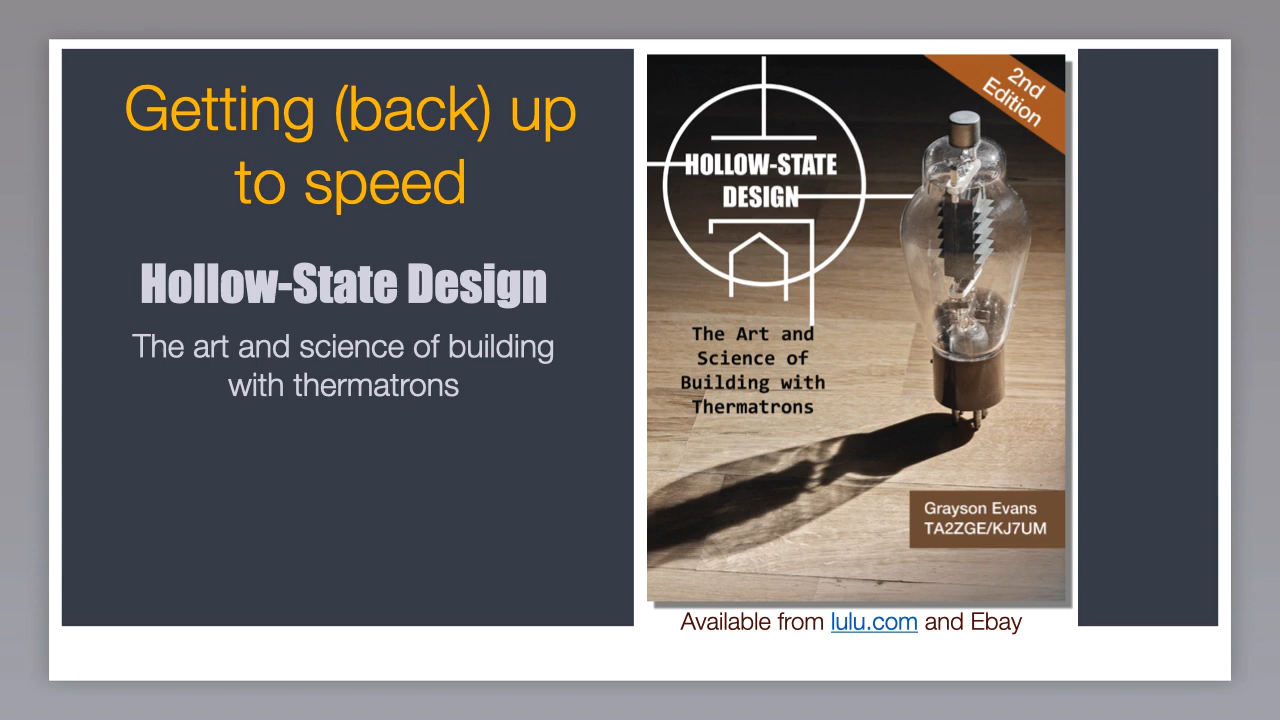 Getting (back) up
to speed
Hollow-State Design
The art and science of building
with thermatrons
2nd
Edition
HOLLOW-STATE
DESIGN
The Art and
Science of
Building with
Thermatrons
Grayson Evans
TA2ZGE/KJ7UM
Available from lulu.com and Ebay